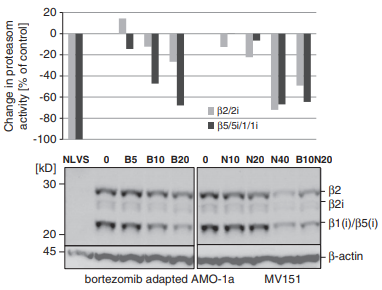 Change in proteasom
activity [% of control]
20
0
-20
-40
-60
-80
-100
β2/2i
β5/5i/1/1i
[kD] NLVS 0 B5 B10 B20 0 N10 N20 N40 B10N20
30
20
45
β2
β2i
β1(i)/β5(i)
β-actin
bortezomib adapted AMO-1a MV151